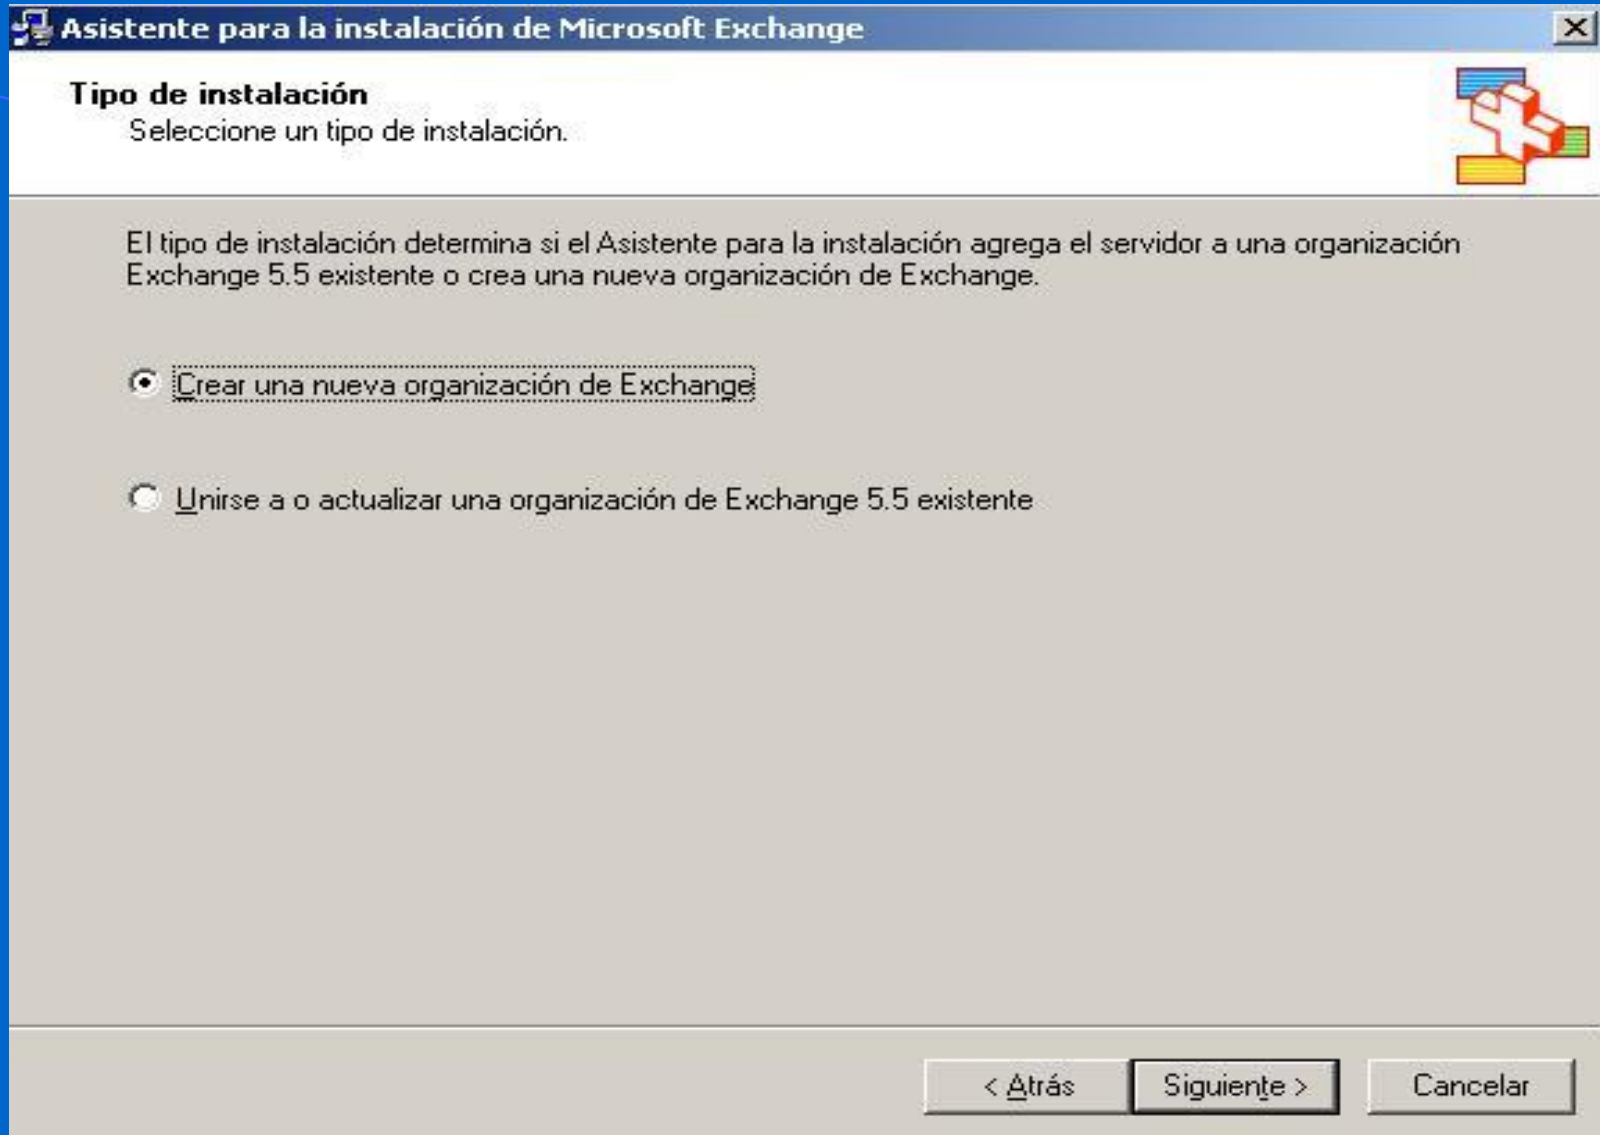 Asistente para la instalación de Microsoft Exchange
Tipo de instalación
Seleccione un tipo de instalación.
El tipo de instalación determina si el Asistente para la instalación agrega el servidor a una organización
Exchange 5.5 existente o crea una nueva organización de Exchange.
Crear una nueva organización de Exchange
Unirse a o actualizar una organización de Exchange 5.5 existente
< Atrás Siguiente > Cancelar